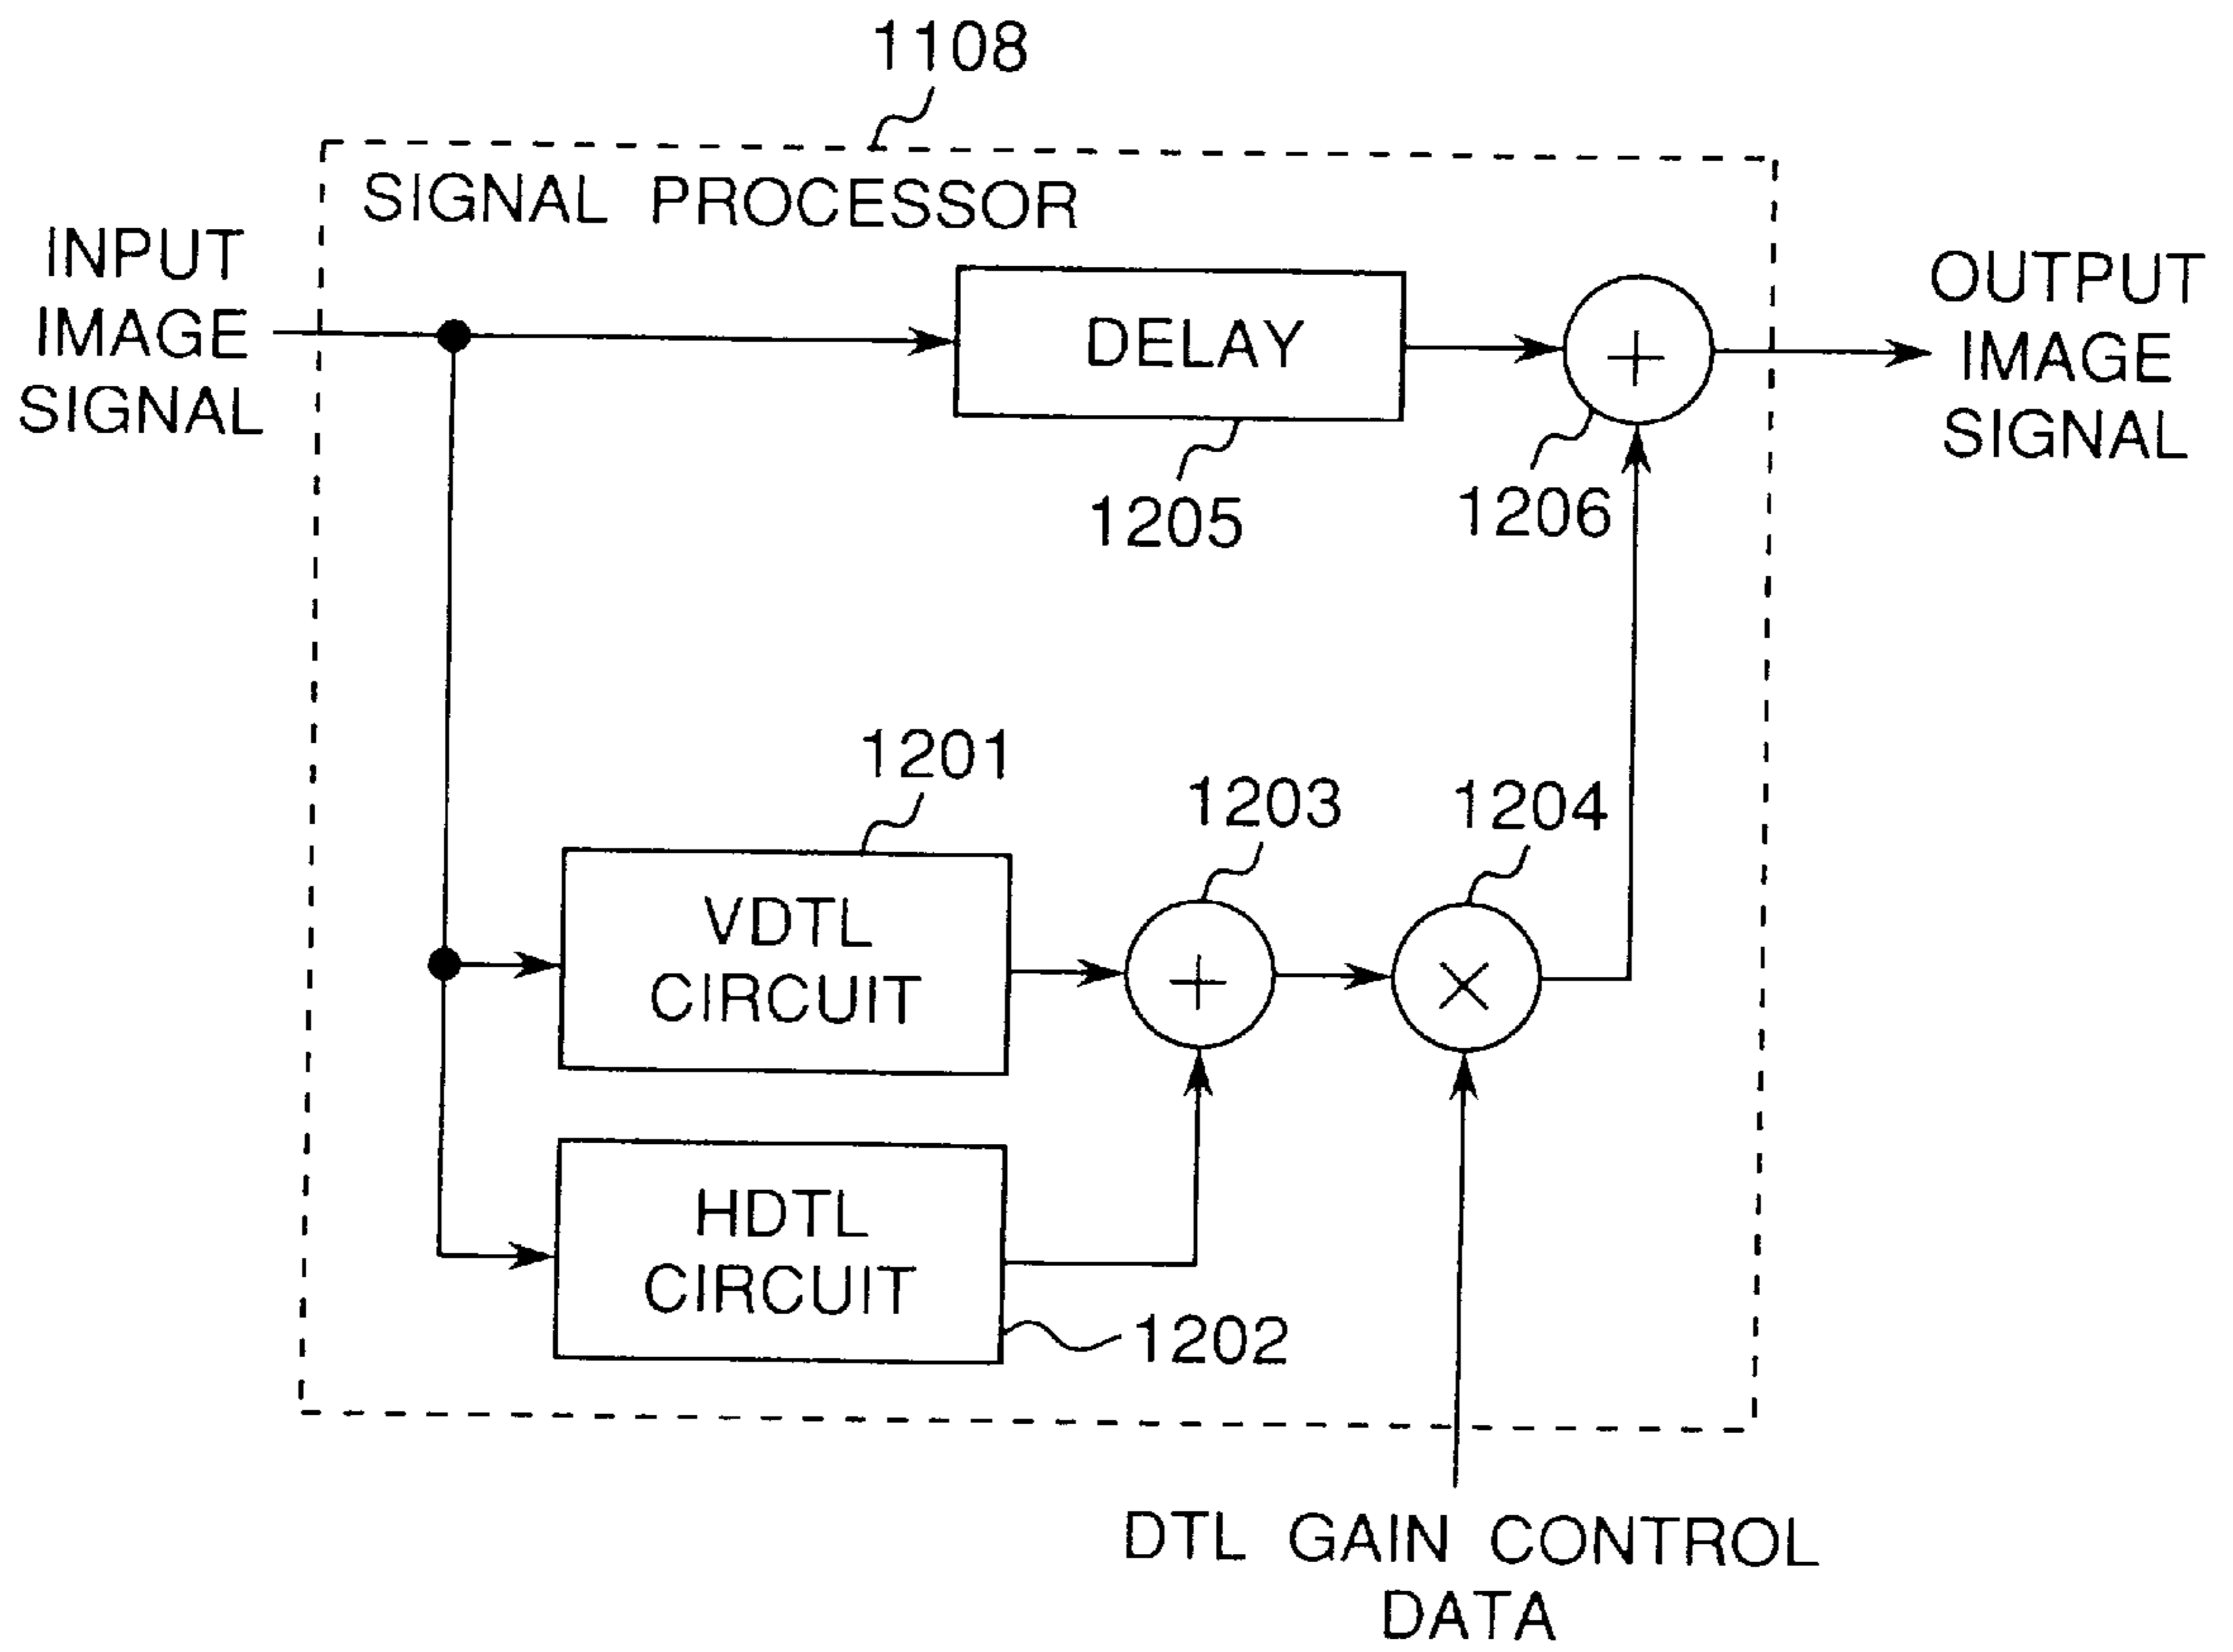 1108
SIGNAL PROCESSOR
INPUT
IMAGE
SIGNAL
DELAY
+
OUTPUT
IMAGE
SIGNAL
1205
1206
1201
1203
1204
VDTL
CIRCUIT
+
×
HDTL
CIRCUIT
1202
DTL GAIN CONTROL
DATA